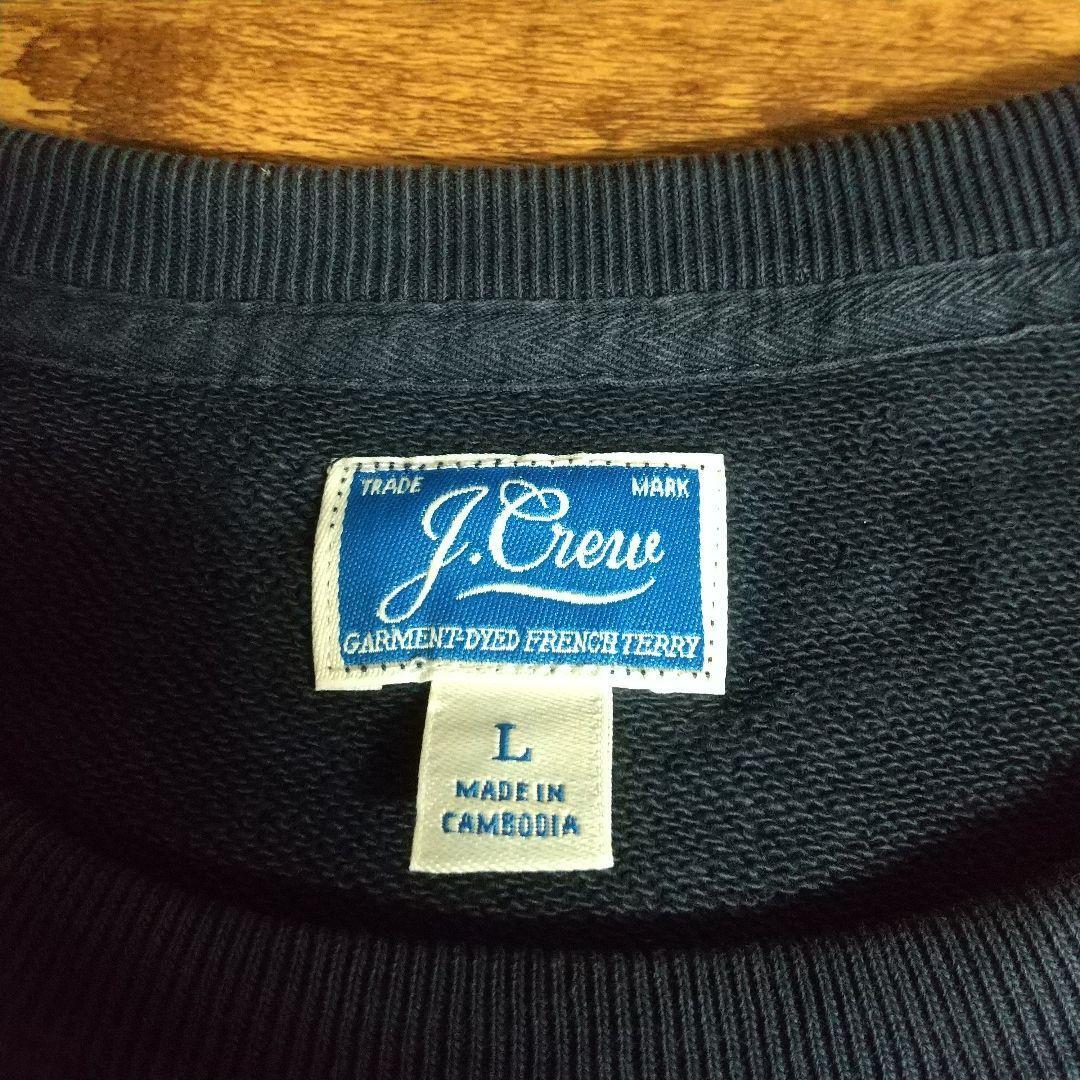 TRADE MARK
J.Crew
GARMENT-DYED FRENCH TERRY
L
MADE IN
CAMBODIA